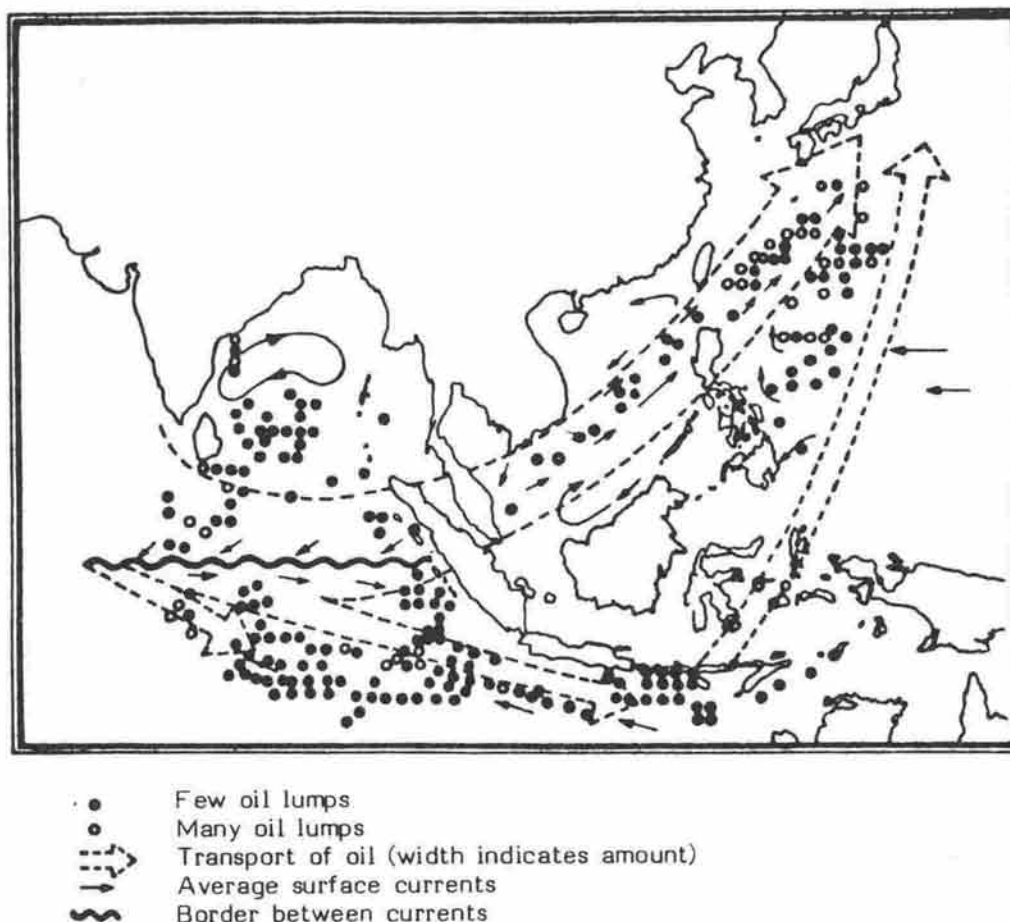 Few oil lumps
Many oil lumps
Transport of oil (width indicates amount)
Average surface currents
Border between currents